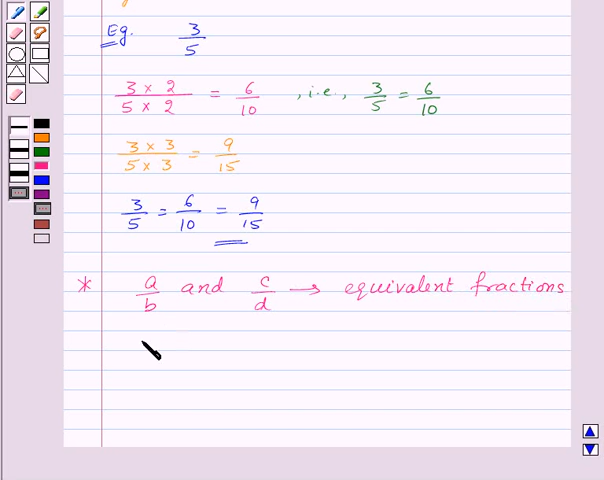 Eg. 3/5
3 × 2 / 5 × 2 = 6/10 , i.e., 3/5 = 6/10
3 × 3 / 5 × 3 = 9/15
3/5 = 6/10 = 9/15
* a/b and c/d → equivalent fractions